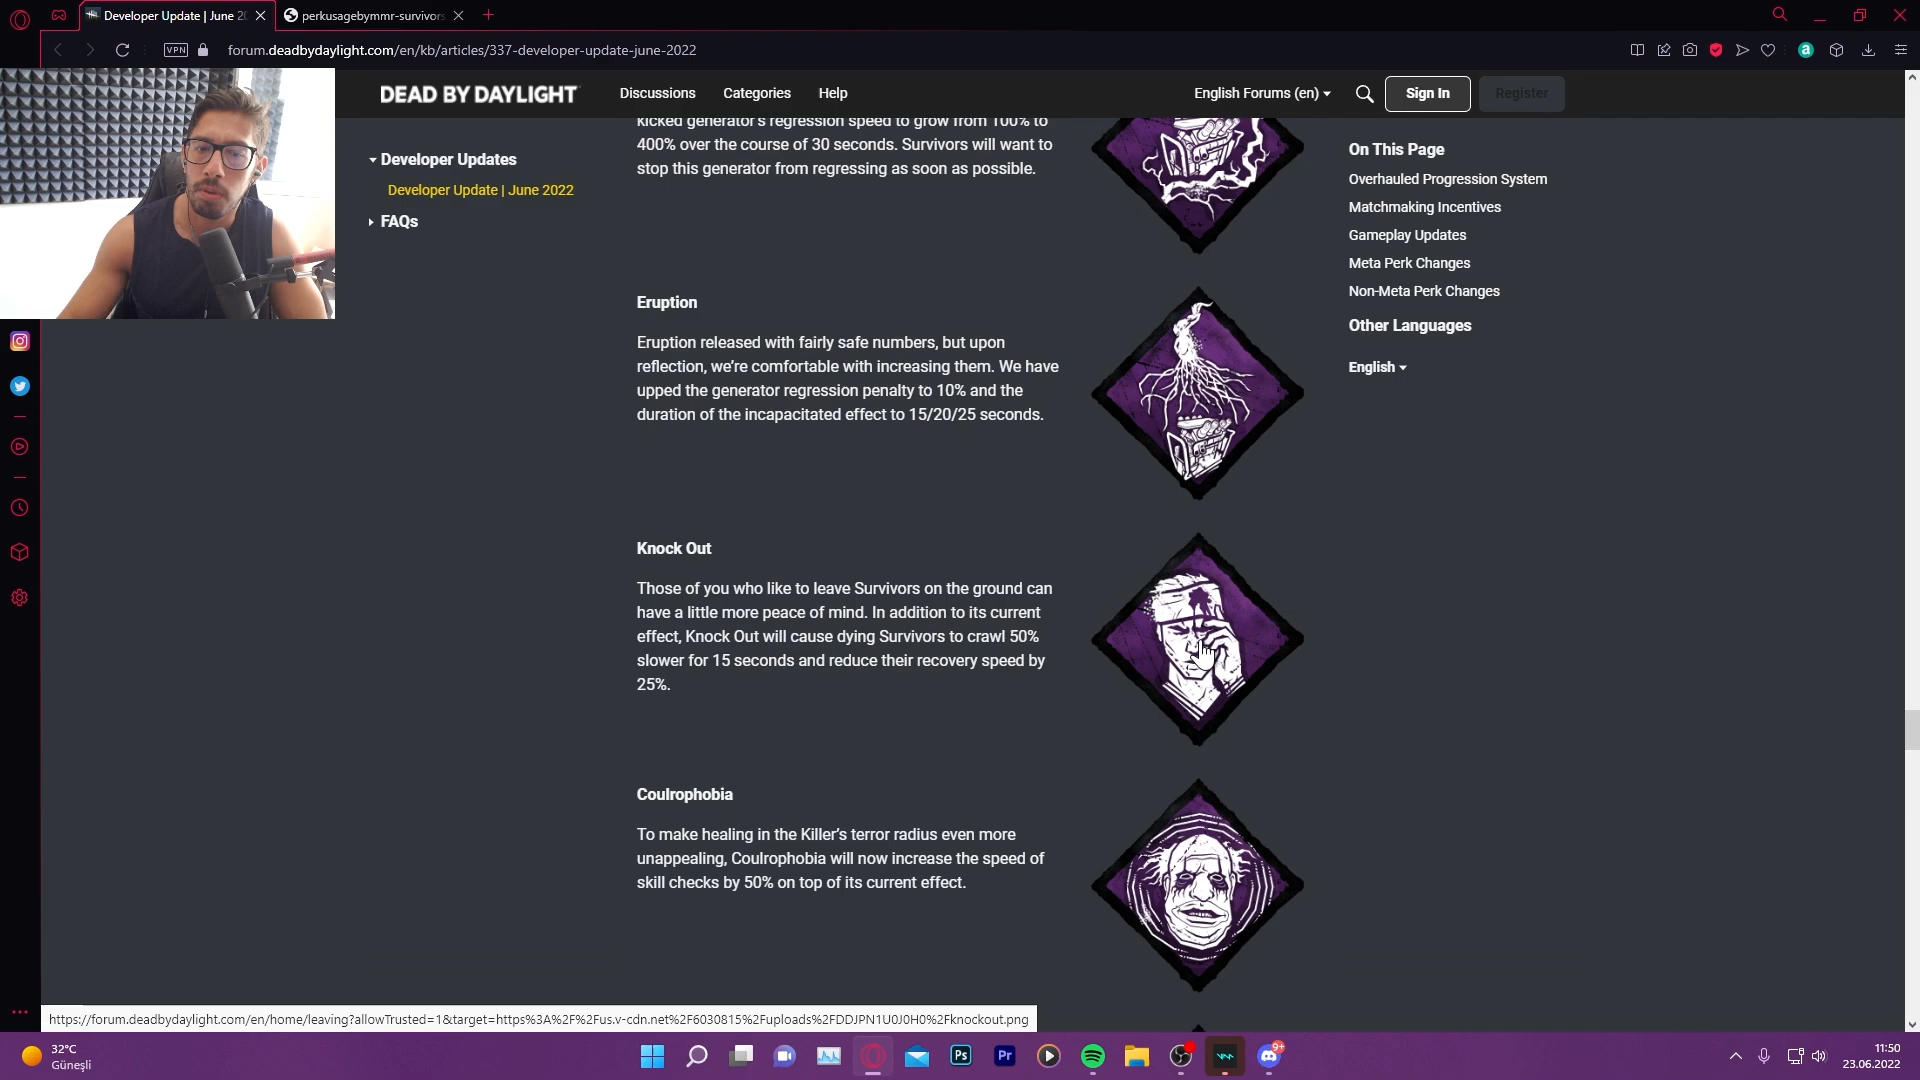 Developer Update | June 20
perkusagebymmr-survivors
VPN
forum.deadbydaylight.com/en/kb/articles/337-developer-update-june-2022
DEAD BY DAYLIGHT
Discussions
Categories
Help
English Forums (en)
Sign In
Register
Developer Updates
Developer Update | June 2022
FAQs
kicked generator's regression speed to grow from 100% to
400% over the course of 30 seconds. Survivors will want to
stop this generator from regressing as soon as possible.
Eruption
Eruption released with fairly safe numbers, but upon
reflection, we're comfortable with increasing them. We have
upped the generator regression penalty to 10% and the
duration of the incapacitated effect to 15/20/25 seconds.
Knock Out
Those of you who like to leave Survivors on the ground can
have a little more peace of mind. In addition to its current
effect, Knock Out will cause dying Survivors to crawl 50%
slower for 15 seconds and reduce their recovery speed by
25%.
Coulrophobia
To make healing in the Killer's terror radius even more
unappealing, Coulrophobia will now increase the speed of
skill checks by 50% on top of its current effect.
On This Page
Overhauled Progression System
Matchmaking Incentives
Gameplay Updates
Meta Perk Changes
Non-Meta Perk Changes
Other Languages
English
https://forum.deadbydaylight.com/en/home/leaving?allowTrusted=1&target=https%3A%2F%2Fus.v-cdn.net%2F6030815%2Fuploads%2FDDJPN1U0J0H0%2Fknockout.png
32°C
Güneşli
Ps
Pr
9+
11:50
23.06.2022